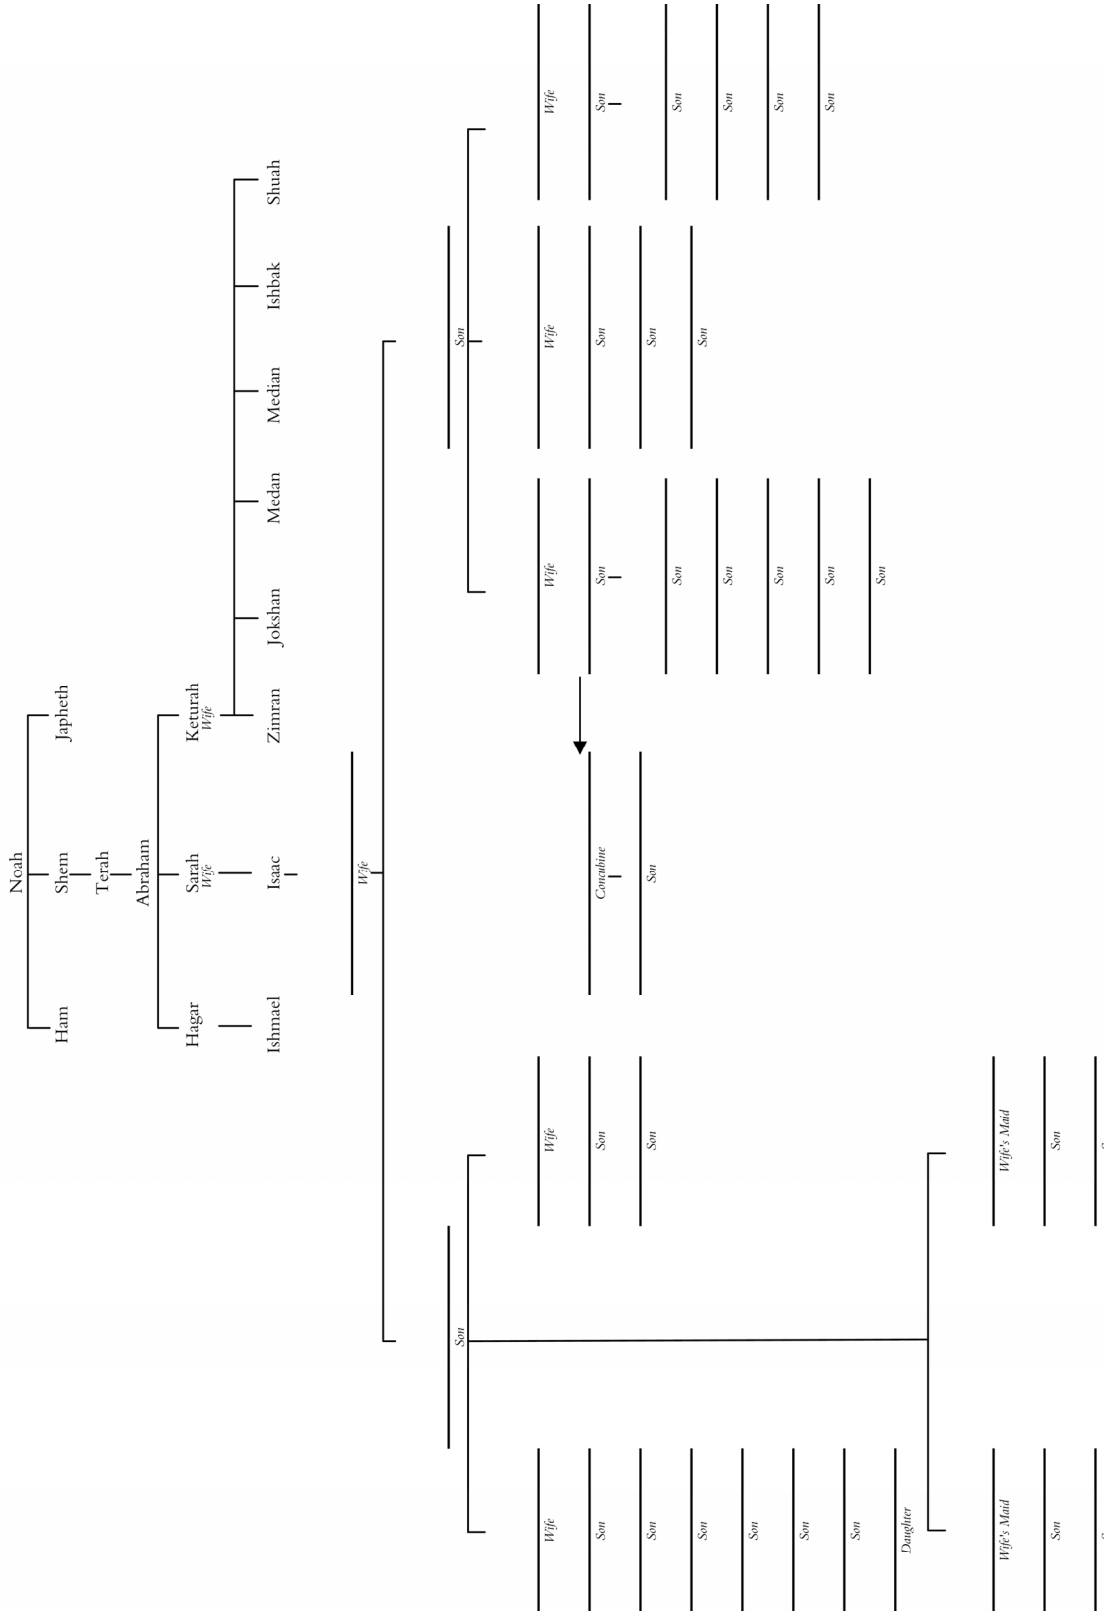 Noah
Ham Shem Japheth
Terah
Abraham
Hagar Sarah Keturah
Wife Wife
Ishmael Isaac Zimran Jokshan Medan Median Ishbak Shuah
Wife
Son Son
Wife Wife Wife Wife Wife
Son Son Concubine Son Son Son
Son Son Son Son
Son Son
Son Son
Son Son
Son
Son Son
Son
Son Son
Son
Son
Daughter
Wife's Maid Wife's Maid
Son Son